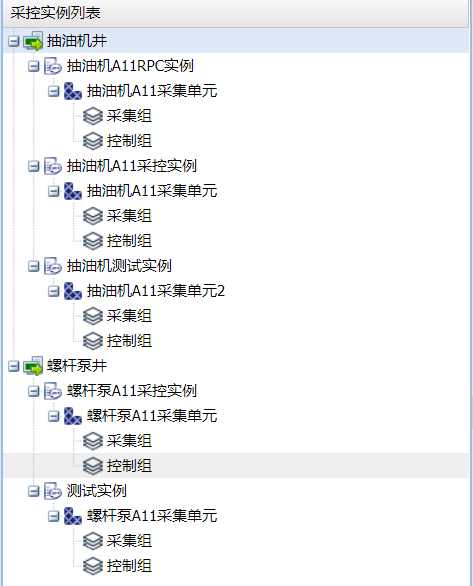 采控实例列表
抽油机井
抽油机A11RPC实例
抽油机A11采集单元
采集组
控制组
抽油机A11采控实例
抽油机A11采集单元
采集组
控制组
抽油机测试实例
抽油机A11采集单元2
采集组
控制组
螺杆泵井
螺杆泵A11采控实例
螺杆泵A11采集单元
采集组
控制组
测试实例
螺杆泵A11采集单元
采集组
控制组